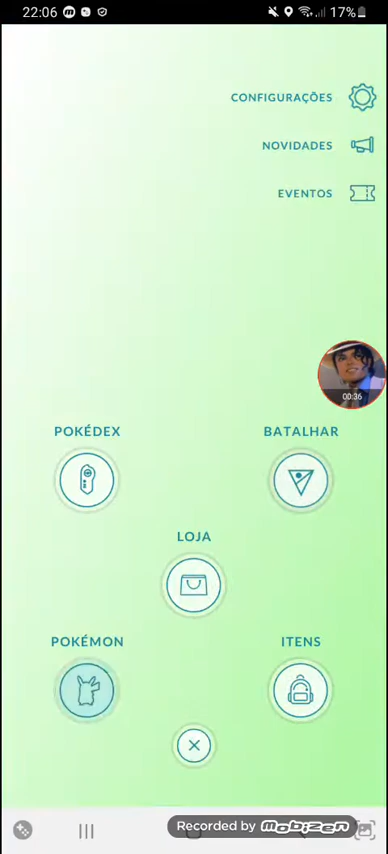 22:06
17%
CONFIGURAÇÕES
NOVIDADES
EVENTOS
00:36
POKÉDEX
BATALHAR
LOJA
POKÉMON
ITENS
Recorded by mobizen